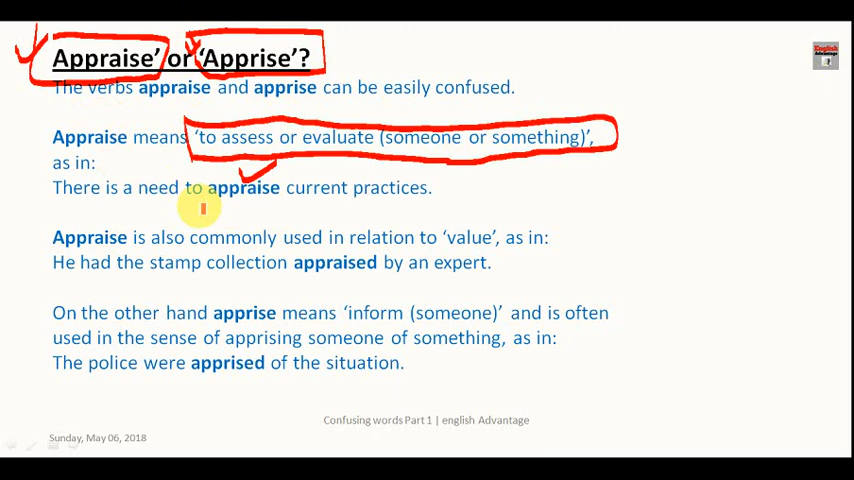 Appraise’ or ‘Apprise’?
The verbs appraise and apprise can be easily confused.
Appraise means ‘to assess or evaluate (someone or something)’,
as in:
There is a need to appraise current practices.
Appraise is also commonly used in relation to ‘value’, as in:
He had the stamp collection appraised by an expert.
On the other hand apprise means ‘inform (someone)’ and is often
used in the sense of apprising someone of something, as in:
The police were apprised of the situation.
Confusing words Part 1 | english Advantage
Sunday, May 06, 2018
English
Advantage